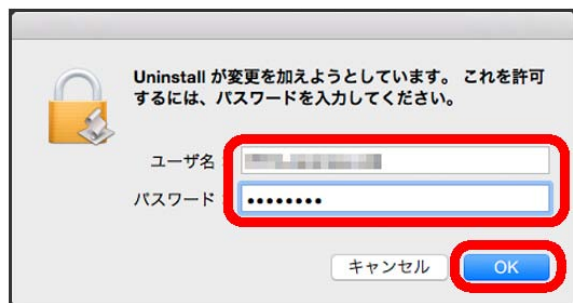 Uninstall が変更を加えようとしています。 これを許可
するには、パスワードを入力してください。
ユーザ名：
パスワード：
••••••••
キャンセル
OK